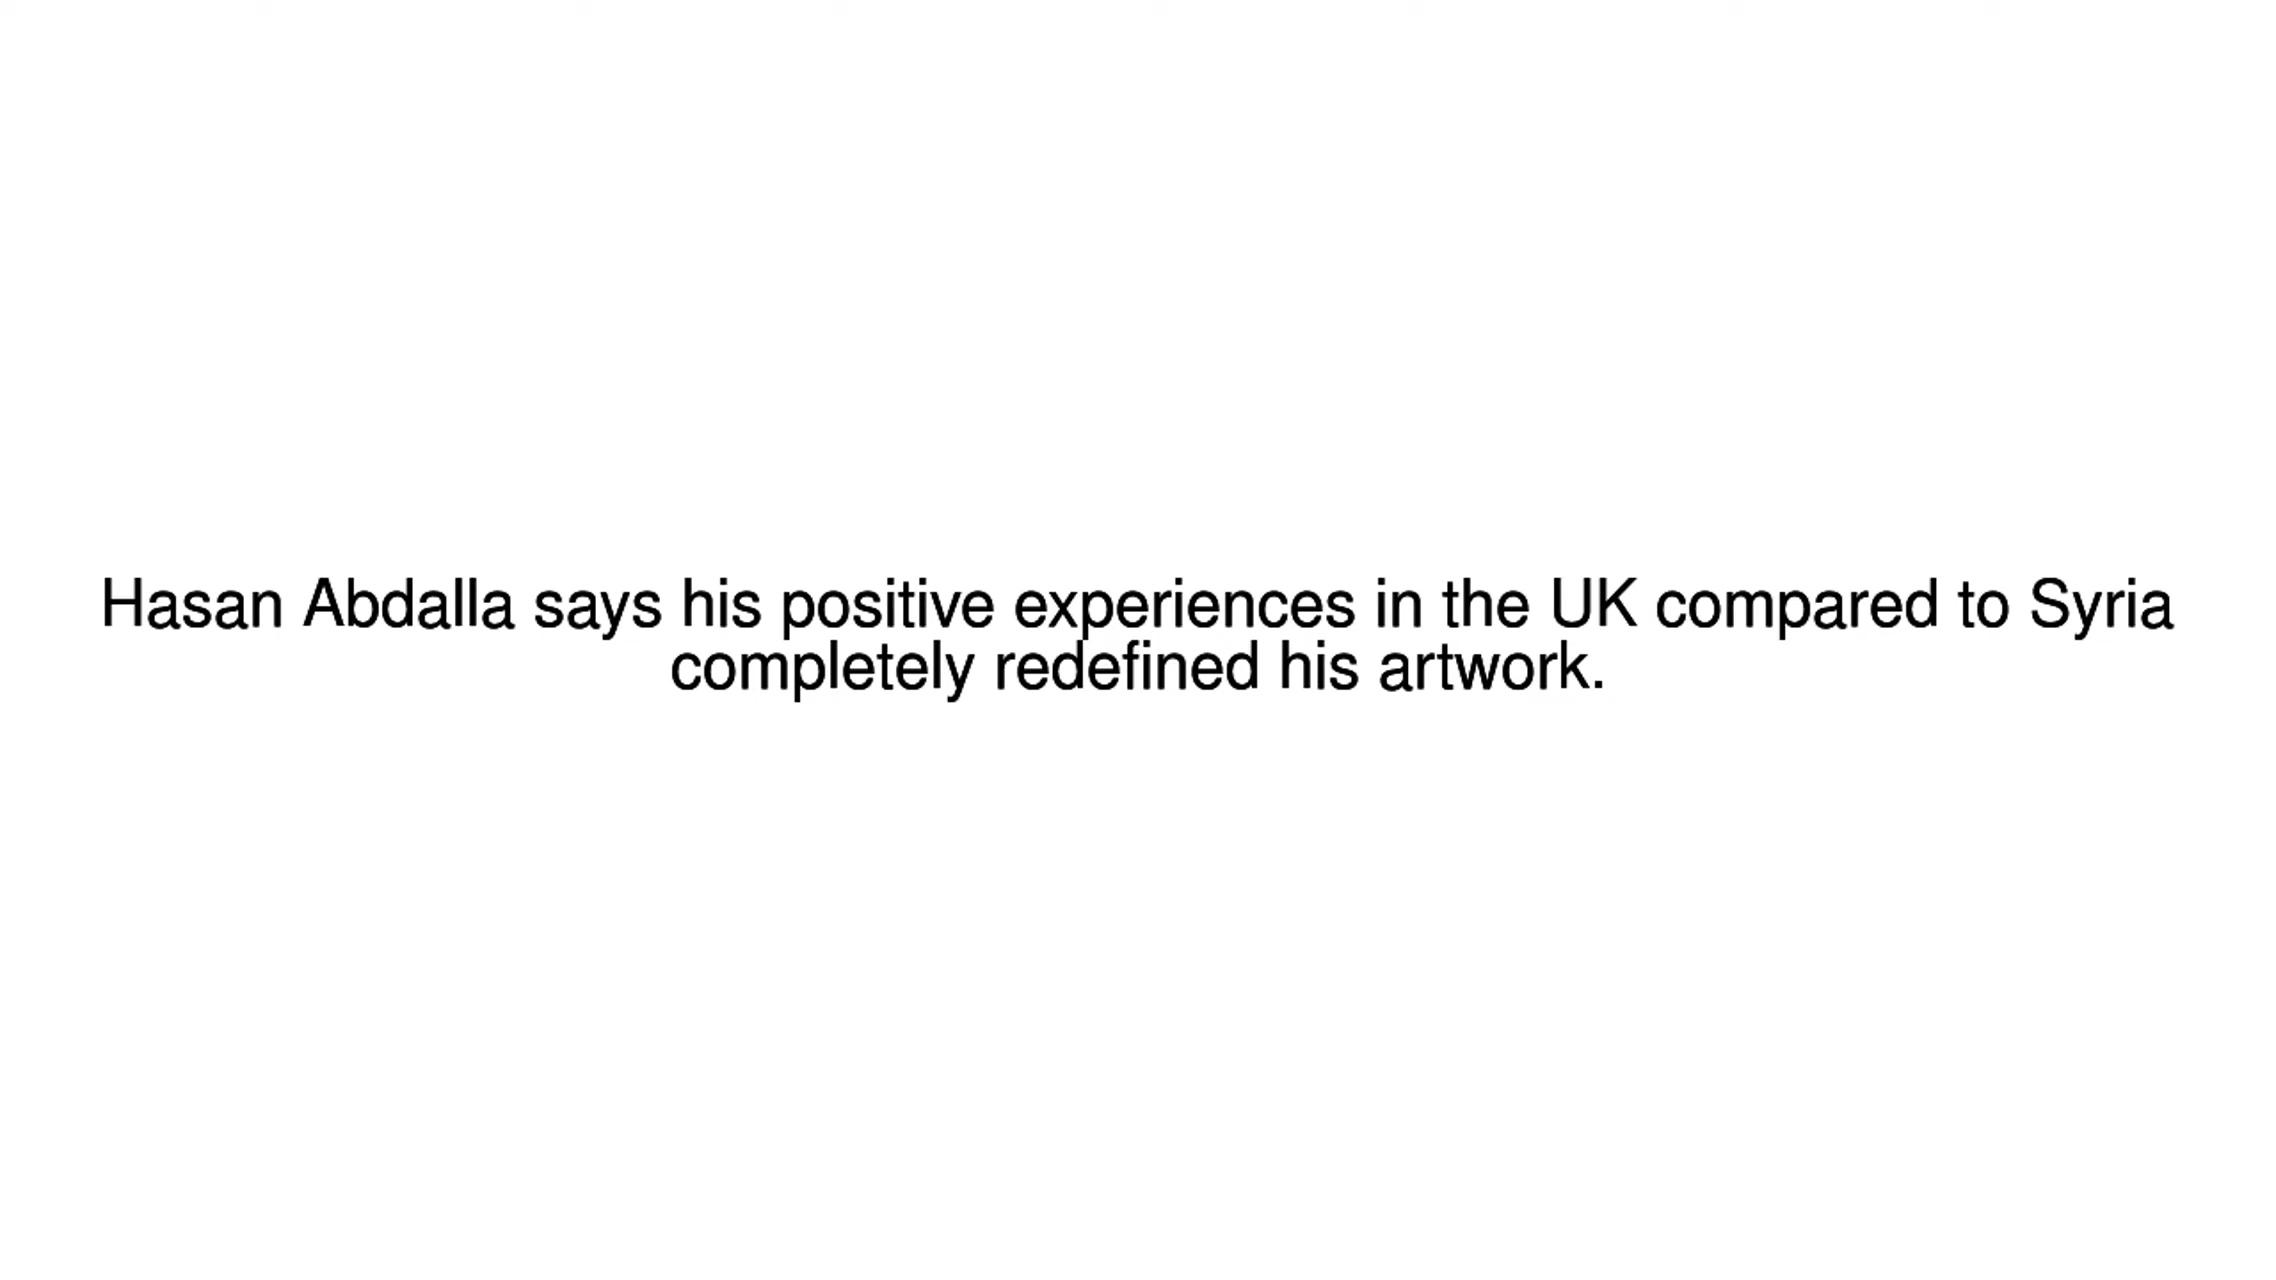 Hasan Abdalla says his positive experiences in the UK compared to Syria
completely redefined his artwork.